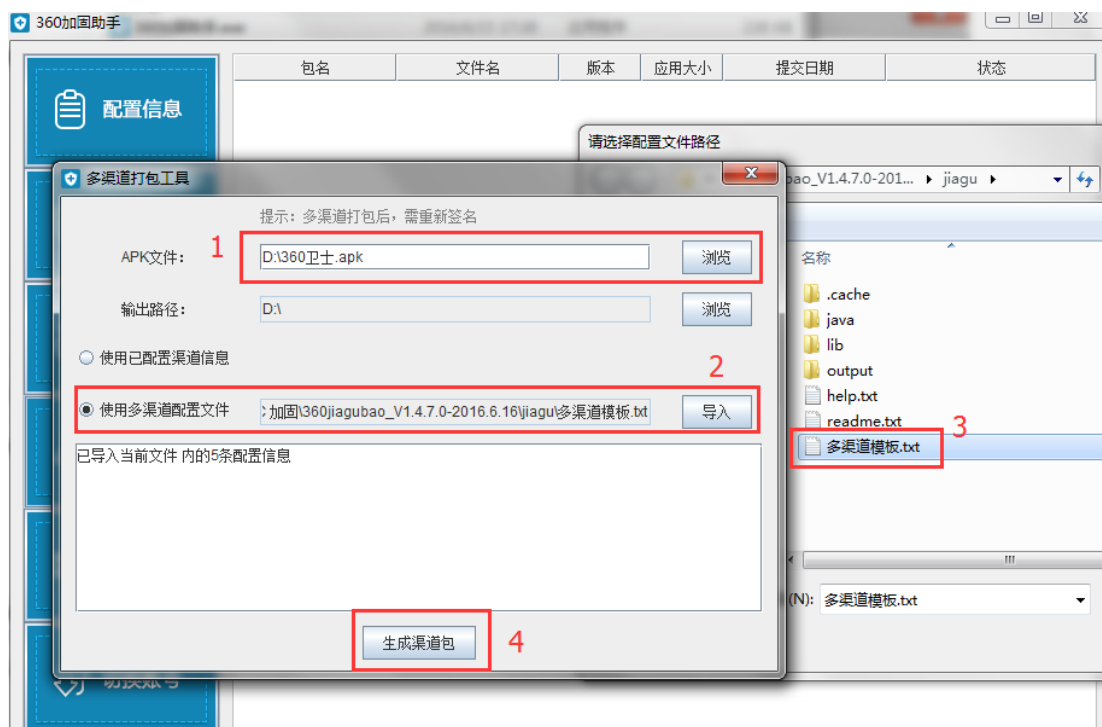 360加固助手
包名 文件名 版本 应用大小 提交日期 状态
配置信息
请选择配置文件路径
bao_V1.4.7.0-201... jiagu
多渠道打包工具
提示：多渠道打包后，需重新签名
1
APK文件： D:\360卫士.apk 浏览
输出路径： D:\ 浏览
使用已配置渠道信息
2
使用多渠道配置文件 加固\360jiagubao_V1.4.7.0-2016.6.16\jiagu\多渠道模板.txt 导入
已导入当前文件 内的5条配置信息
生成渠道包
4
名称
.cache
java
lib
output
help.txt
readme.txt
3
多渠道模板.txt
(N): 多渠道模板.txt
切换账号